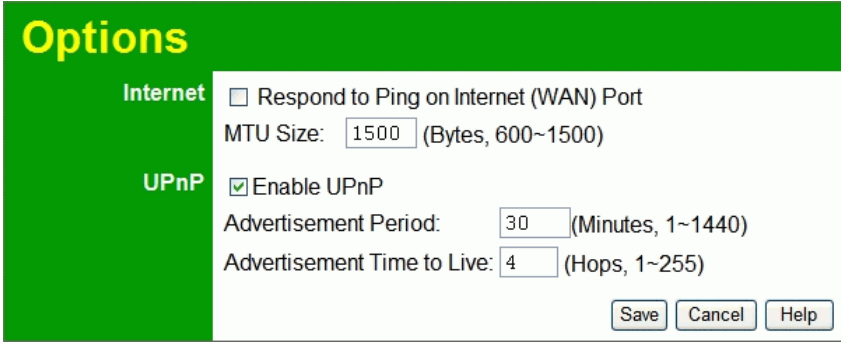 Options
Internet
Respond to Ping on Internet (WAN) Port
MTU Size: 1500 (Bytes, 600~1500)
UPnP
Enable UPnP
Advertisement Period: 30 (Minutes, 1~1440)
Advertisement Time to Live: 4 (Hops, 1~255)
Save Cancel Help